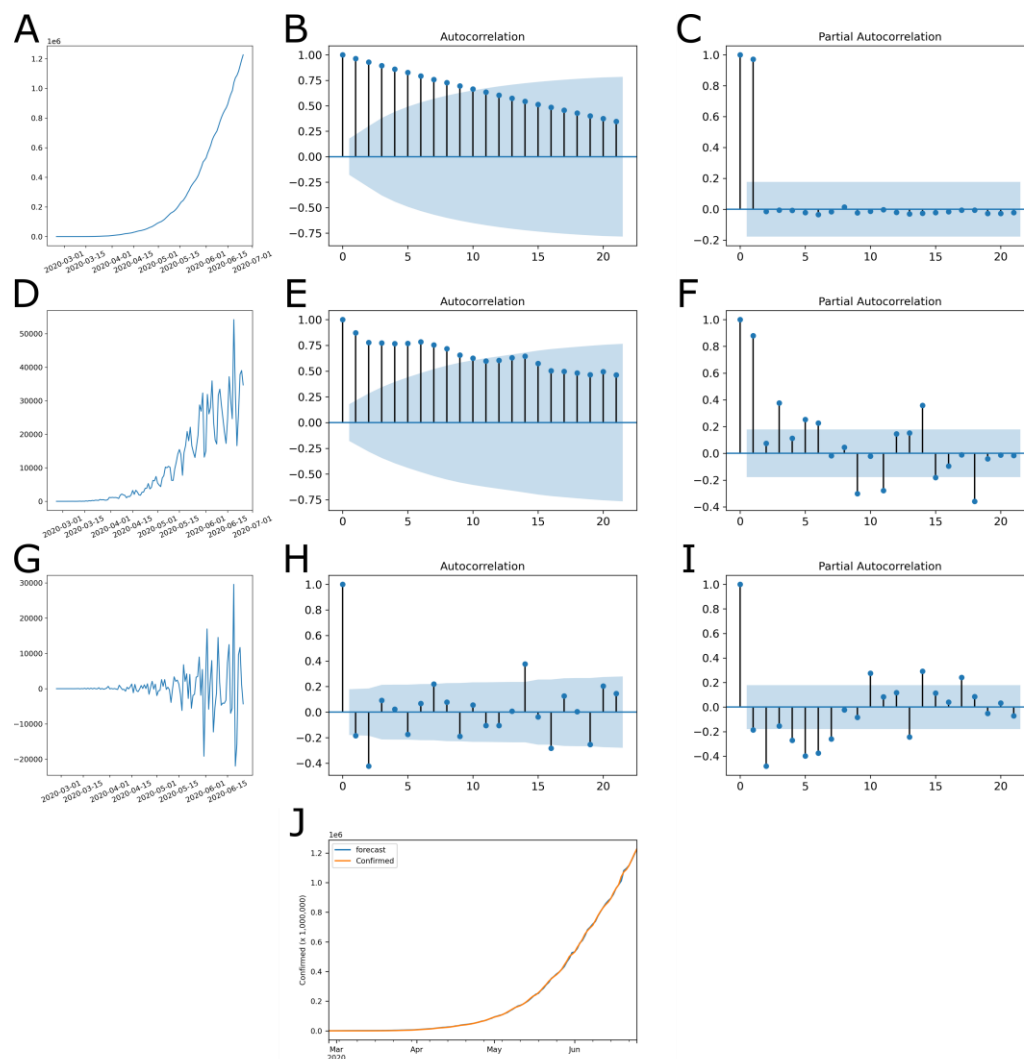 A
1e6
1.2
1.0
0.8
0.6
0.4
0.2
0.0
2020-03-01 2020-03-15 2020-04-01 2020-04-15 2020-05-01 2020-05-15 2020-06-01 2020-06-15 2020-07-01
B
Autocorrelation
1.00
0.75
0.50
0.25
0.00
−0.25
−0.50
−0.75
0 5 10 15 20
C
Partial Autocorrelation
1.0
0.8
0.6
0.4
0.2
0.0
−0.2
0 5 10 15 20
D
50000
40000
30000
20000
10000
0
2020-03-01 2020-03-15 2020-04-01 2020-04-15 2020-05-01 2020-05-15 2020-06-01 2020-06-15 2020-07-01
E
Autocorrelation
1.00
0.75
0.50
0.25
0.00
−0.25
−0.50
−0.75
0 5 10 15 20
F
Partial Autocorrelation
1.0
0.8
0.6
0.4
0.2
0.0
−0.2
−0.4
0 5 10 15 20
G
30000
20000
10000
0
−10000
−20000
2020-03-01 2020-03-15 2020-04-01 2020-04-15 2020-05-01 2020-05-15 2020-06-01 2020-06-15
H
Autocorrelation
1.0
0.8
0.6
0.4
0.2
0.0
−0.2
−0.4
0 5 10 15 20
I
Partial Autocorrelation
1.0
0.8
0.6
0.4
0.2
0.0
−0.2
−0.4
0 5 10 15 20
J
1e6
forecast
Confirmed
Confirmed (x 1,000,000)
1.2
1.0
0.8
0.6
0.4
0.2
0.0
Mar Apr May Jun
2020